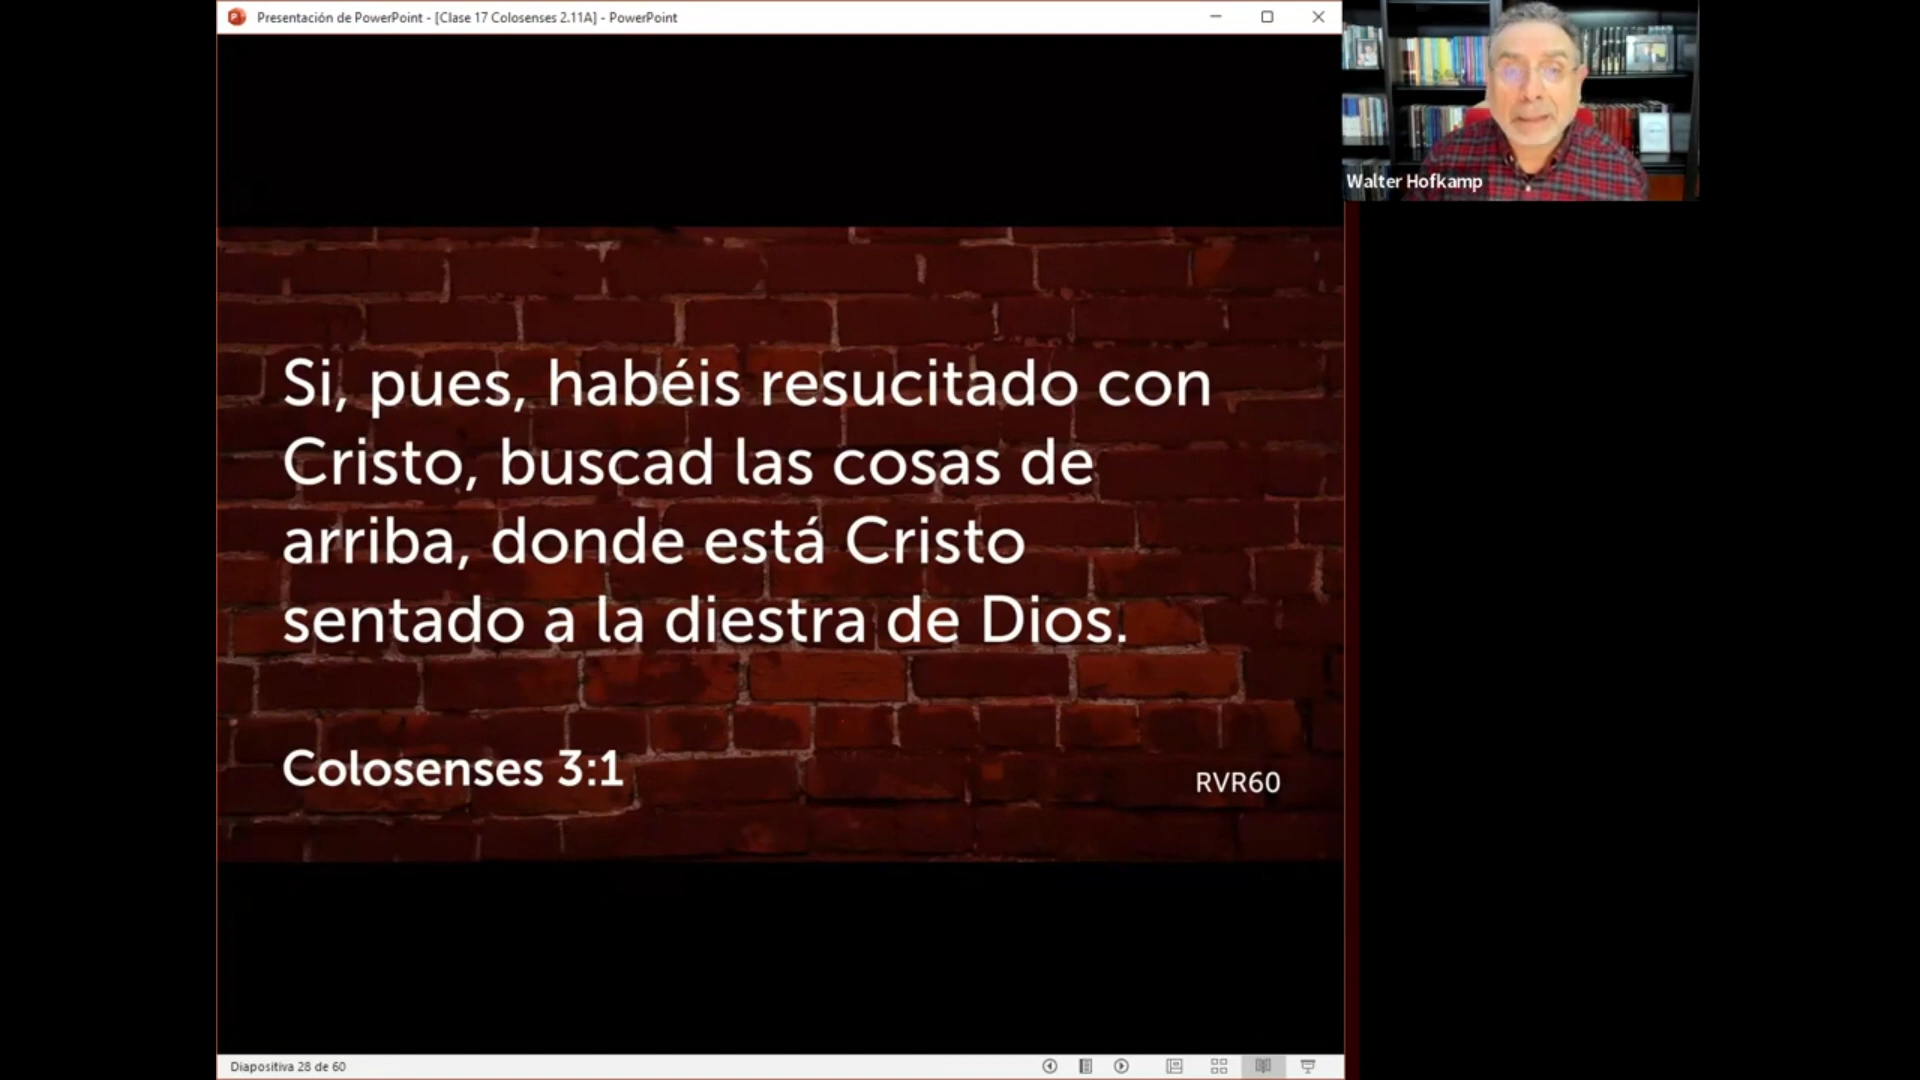 Presentación de PowerPoint - [Clase 17 Colosenses 2.11A] - PowerPoint
Walter Hofkamp
Si, pues, habéis resucitado con
Cristo, buscad las cosas de
arriba, donde está Cristo
sentado a la diestra de Dios.
Colosenses 3:1
RVR60
Diapositiva 28 de 60